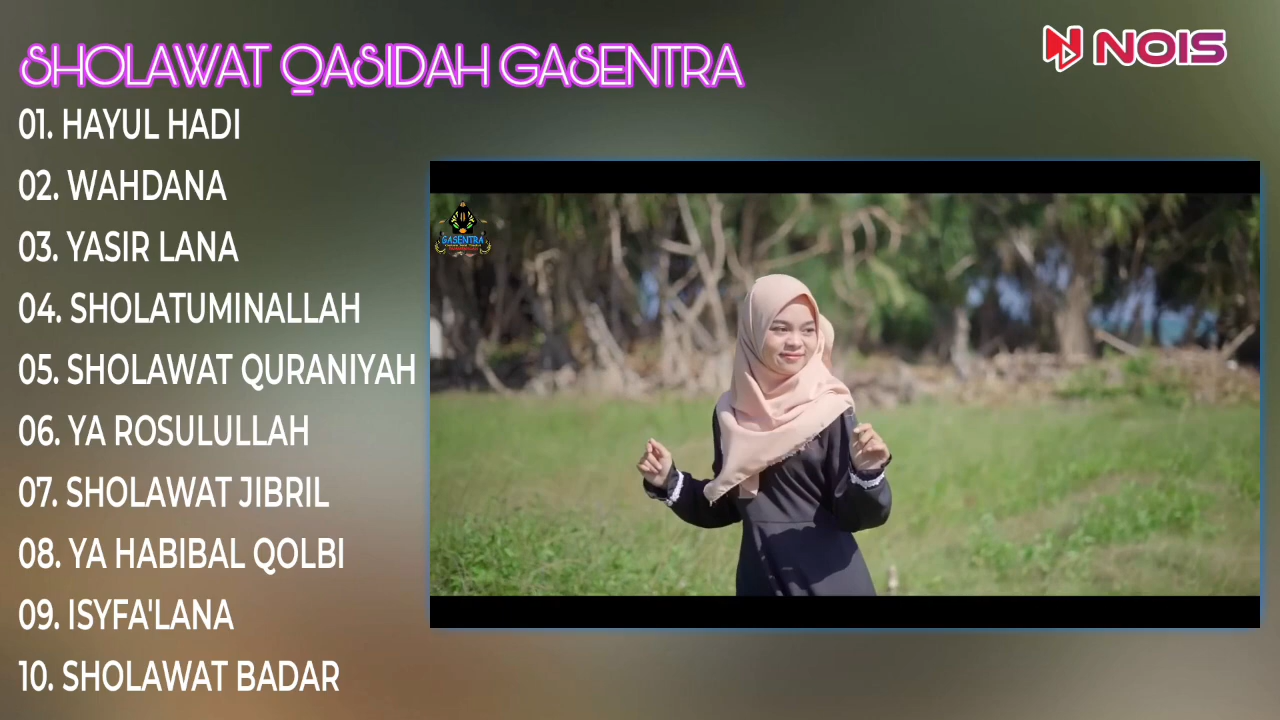 SHOLAWAT QASIDAH GASENTRA
NOIS
01. HAYUL HADI
02. WAHDANA
03. YASIR LANA
04. SHOLATUMINALLAH
05. SHOLAWAT QURANIYAH
06. YA ROSULULLAH
07. SHOLAWAT JIBRIL
08. YA HABIBAL QOLBI
09. ISYFA'LANA
10. SHOLAWAT BADAR
GASENTRA